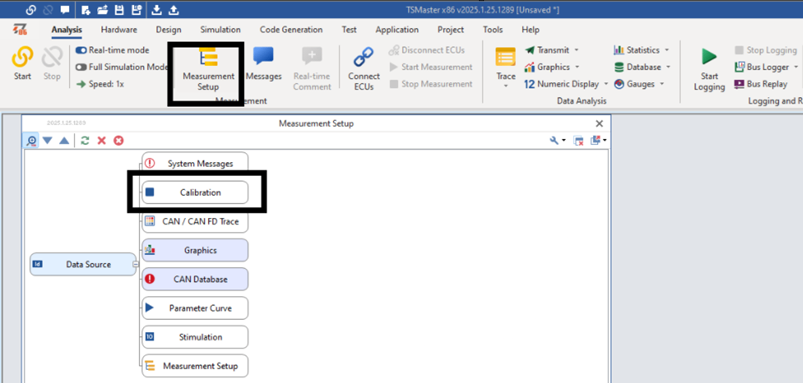 TSMaster x86 v2025.1.25.1289 [Unsaved *]
Analysis Hardware Design Simulation Code Generation Test Application Project Tools Help
Start
Stop
Real-time mode
Full Simulation Mode
Speed: 1x
Measurement
Setup
Messages
Real-time
Comment
Measurement
Connect
ECUs
Disconnect ECUs
Start Measurement
Stop Measurement
Trace
Transmit
Graphics
12 Numeric Display
Statistics
Database
Gauges
Data Analysis
Start
Logging
Stop Logging
Bus Logger
Bus Replay
Logging and R
2025.1.25.1289
Measurement Setup
System Messages
Calibration
CAN / CAN FD Trace
Graphics
Data Source
CAN Database
Parameter Curve
Stimulation
Measurement Setup